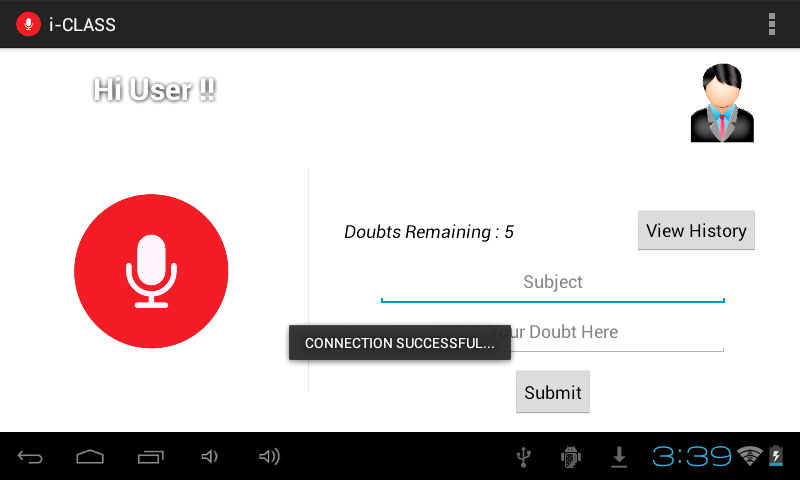 i-CLASS
Hi User !!
Doubts Remaining : 5
View History
Subject
Your Doubt Here
CONNECTION SUCCESSFUL...
Submit
3:39